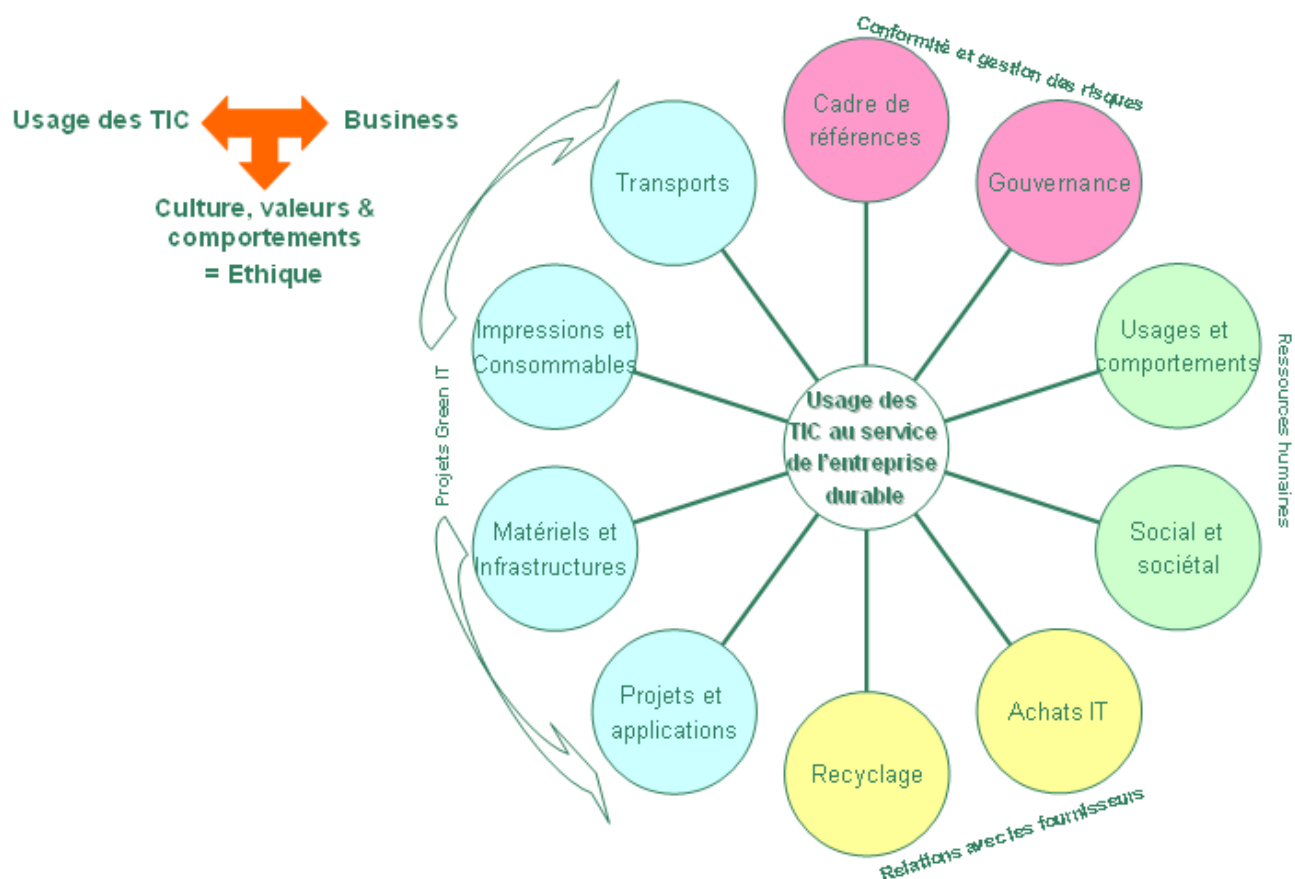 Conformité et gestion des risques
Usage des TIC
Business
Culture, valeurs &
comportements
= Ethique
Cadre de
références
Transports
Gouvernance
Impressions et
Consommables
Usages et
comportements
Projets Green IT
Ressources humaines
Usage des
TIC au service
de l'entreprise
durable
Matériels et
Infrastructures
Social et
sociétal
Projets et
applications
Achats IT
Recyclage
Relations avec les fournisseurs